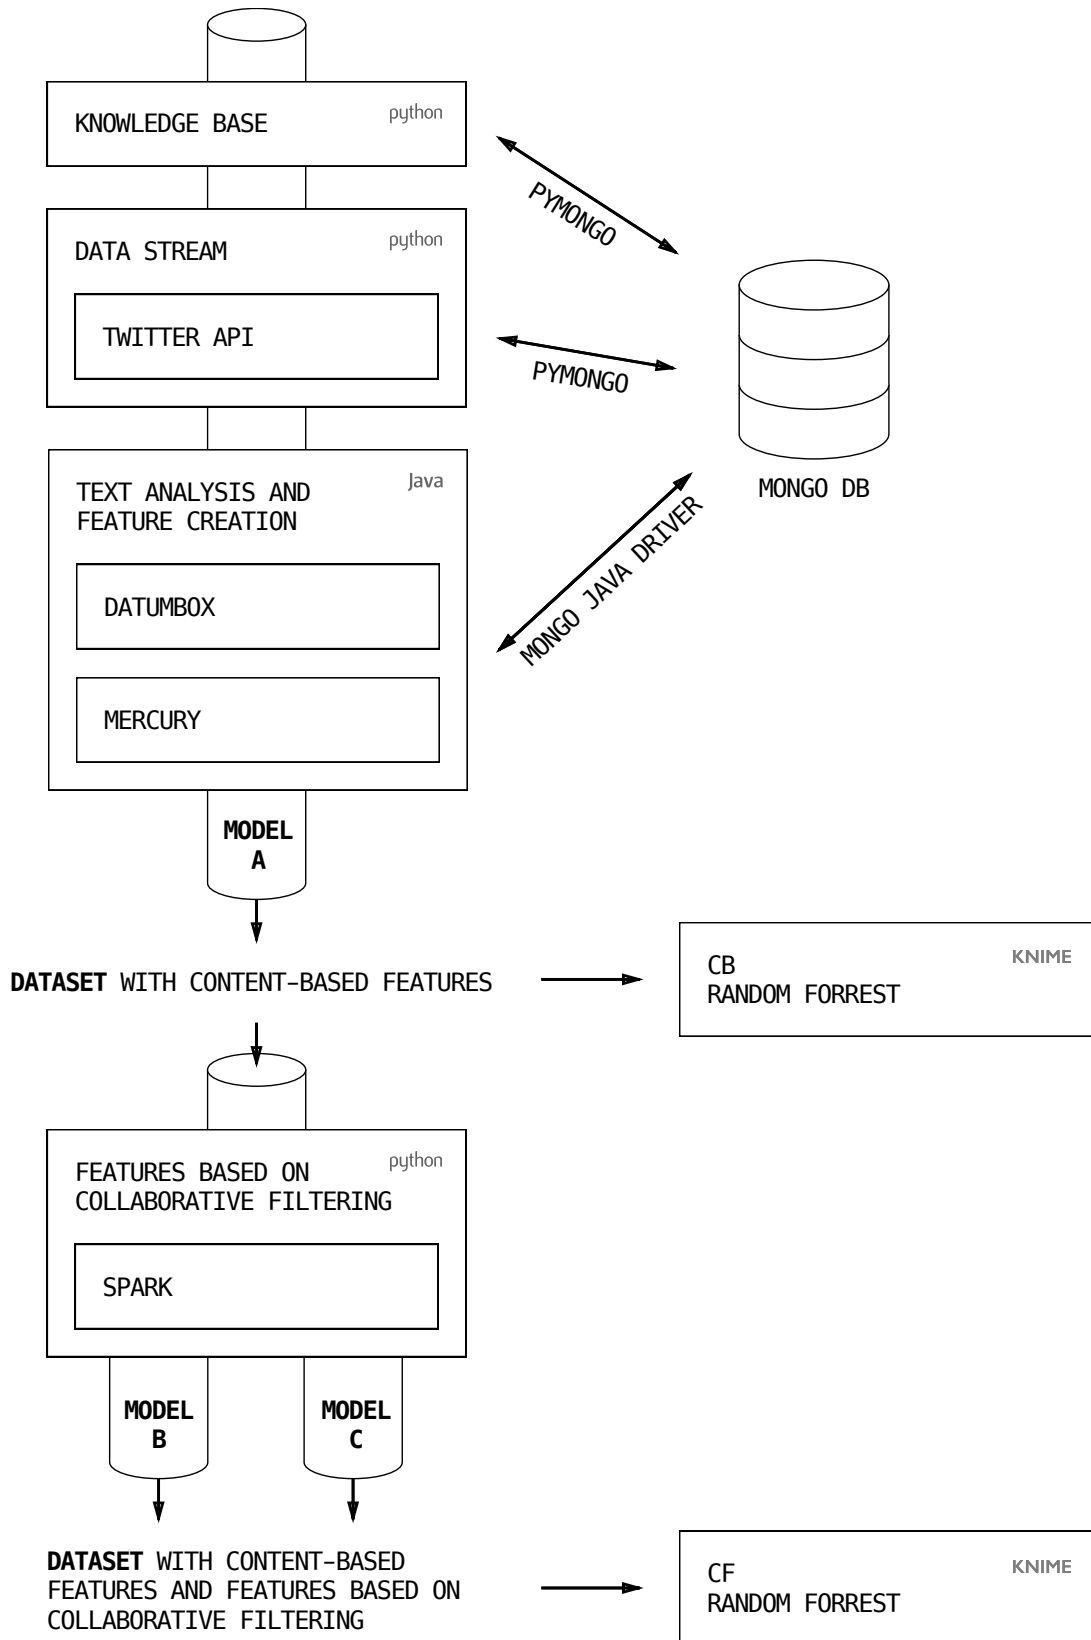 KNOWLEDGE BASE
python
PYMONGO
DATA STREAM
python
TWITTER API
PYMONGO
TEXT ANALYSIS AND
FEATURE CREATION
Java
DATUMBOX
MERCURY
MONGO JAVA DRIVER
MONGO DB
MODEL
A
DATASET WITH CONTENT-BASED FEATURES
CB
RANDOM FORREST
KNIME
FEATURES BASED ON
COLLABORATIVE FILTERING
python
SPARK
MODEL
B
MODEL
C
DATASET WITH CONTENT-BASED
FEATURES AND FEATURES BASED ON
COLLABORATIVE FILTERING
CF
RANDOM FORREST
KNIME